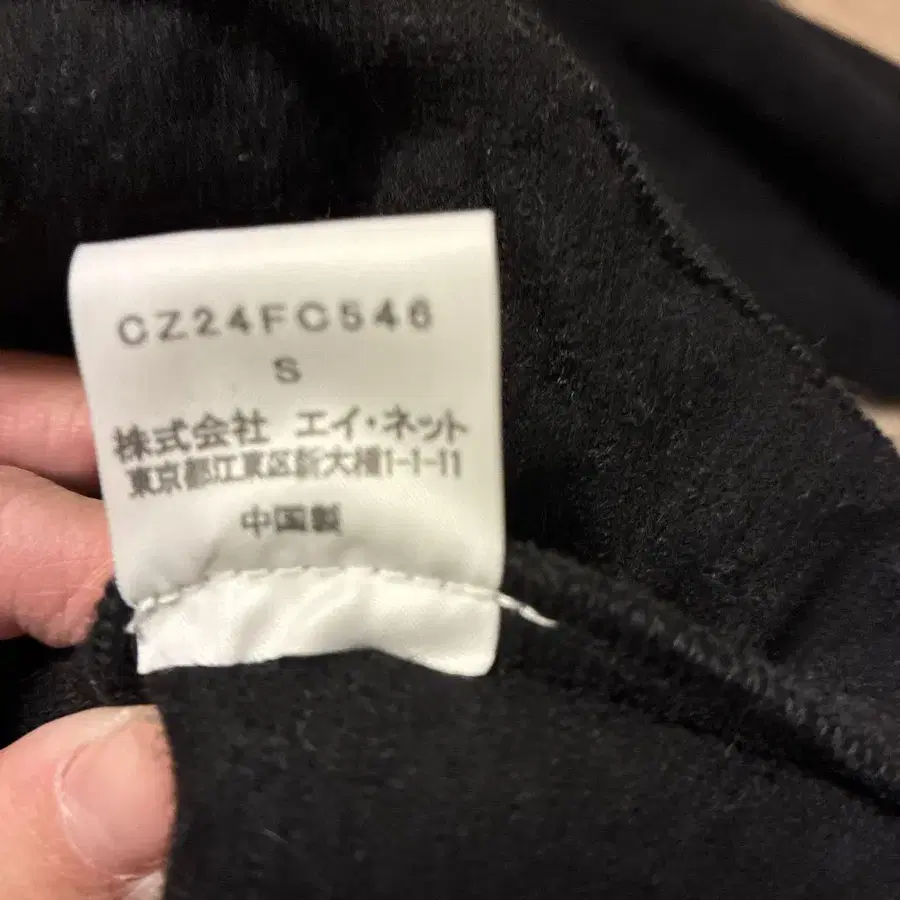 CZ24FC546
S
株式会社 エイ・ネット
東京都江東区新大橋1-1-11
中国製